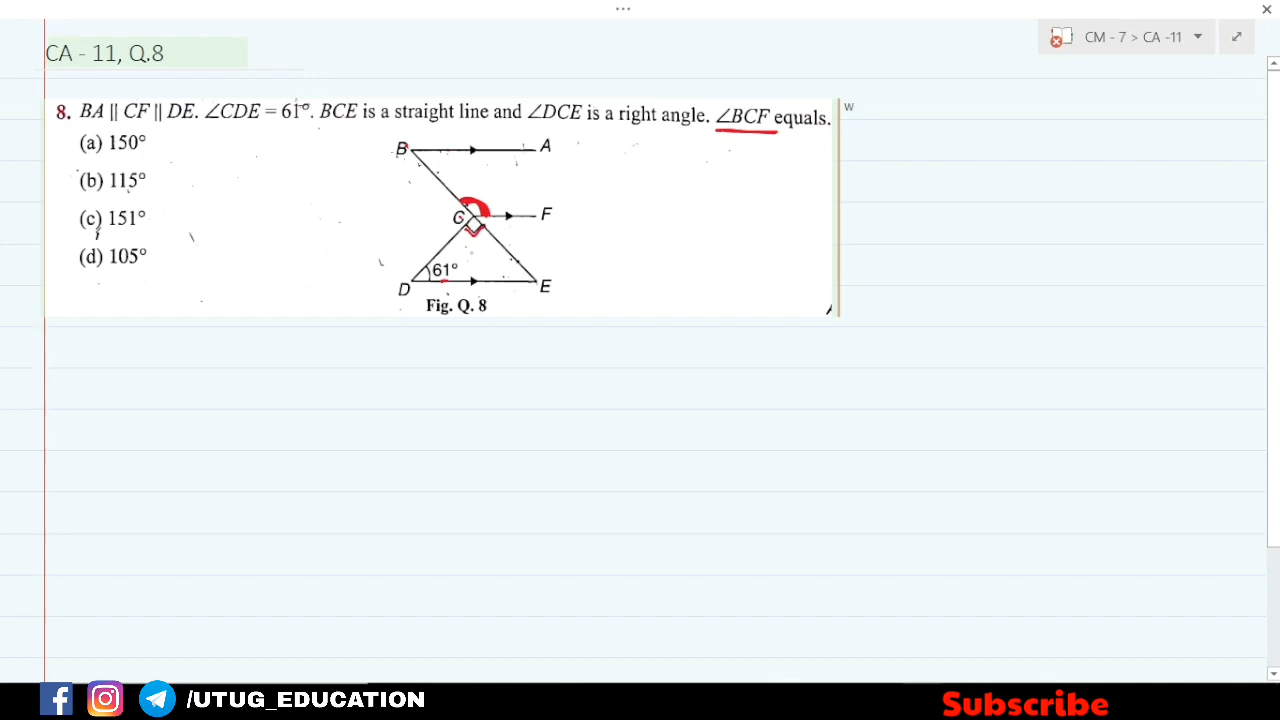 CA - 11, Q.8
CM - 7 > CA -11
8. BA || CF || DE. ∠CDE = 61°. BCE is a straight line and ∠DCE is a right angle. ∠BCF equals.
W
(a) 150°
(b) 115°
(c) 151°
(d) 105°
B
A
C
F
61°
D
E
Fig. Q. 8
/UTUG_EDUCATION
Subscribe